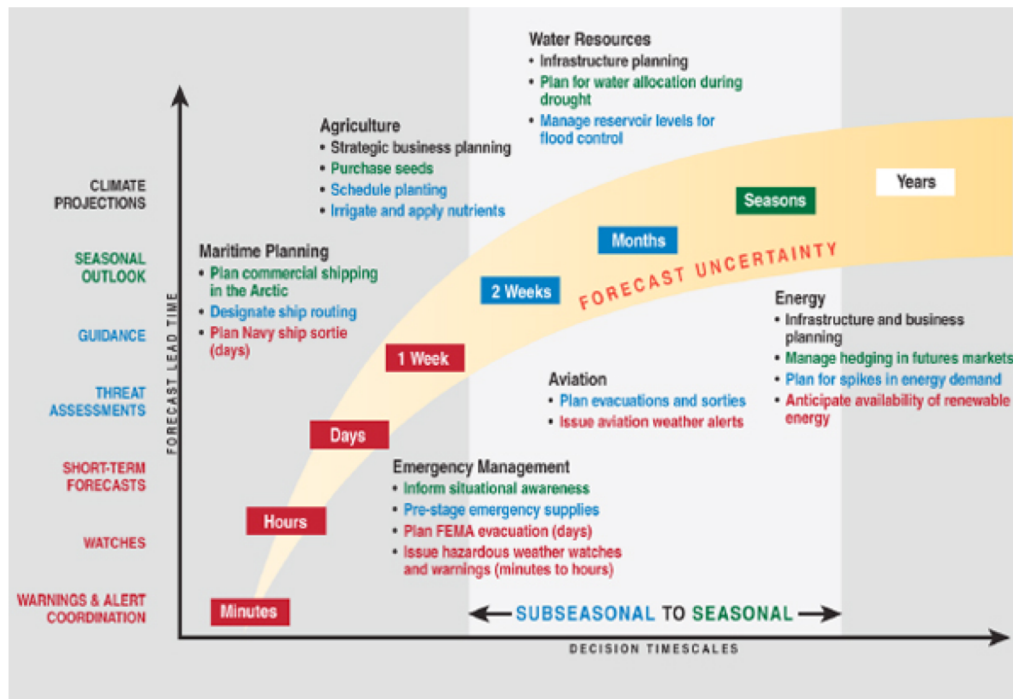 Water Resources
• Infrastructure planning
• Plan for water allocation during
drought
• Manage reservoir levels for
flood control
Agriculture
• Strategic business planning
• Purchase seeds
• Schedule planting
• Irrigate and apply nutrients
Maritime Planning
• Plan commercial shipping
in the Arctic
• Designate ship routing
• Plan Navy ship sortie
(days)
CLIMATE
PROJECTIONS
SEASONAL
OUTLOOK
GUIDANCE
THREAT
ASSESSMENTS
SHORT-TERM
FORECASTS
WATCHES
WARNINGS & ALERT
COORDINATION
FORECAST LEAD TIME
Years
Seasons
Months
2 Weeks
1 Week
Days
Hours
Minutes
FORECAST UNCERTAINTY
Energy
• Infrastructure and business
planning
• Manage hedging in futures markets
• Plan for spikes in energy demand
• Anticipate availability of renewable
energy
Aviation
• Plan evacuations and sorties
• Issue aviation weather alerts
Emergency Management
• Inform situational awareness
• Pre-stage emergency supplies
• Plan FEMA evacuation (days)
• Issue hazardous weather watches
and warnings (minutes to hours)
SUBSEASONAL TO SEASONAL
DECISION TIMESCALES